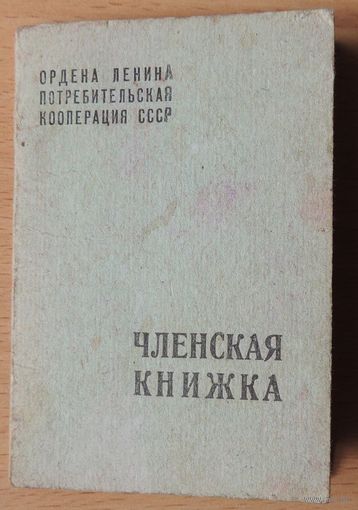 ОРДЕНА ЛЕНИНА
ПОТРЕБИТЕЛЬСКАЯ
КООПЕРАЦИЯ СССР
ЧЛЕНСКАЯ
КНИЖКА